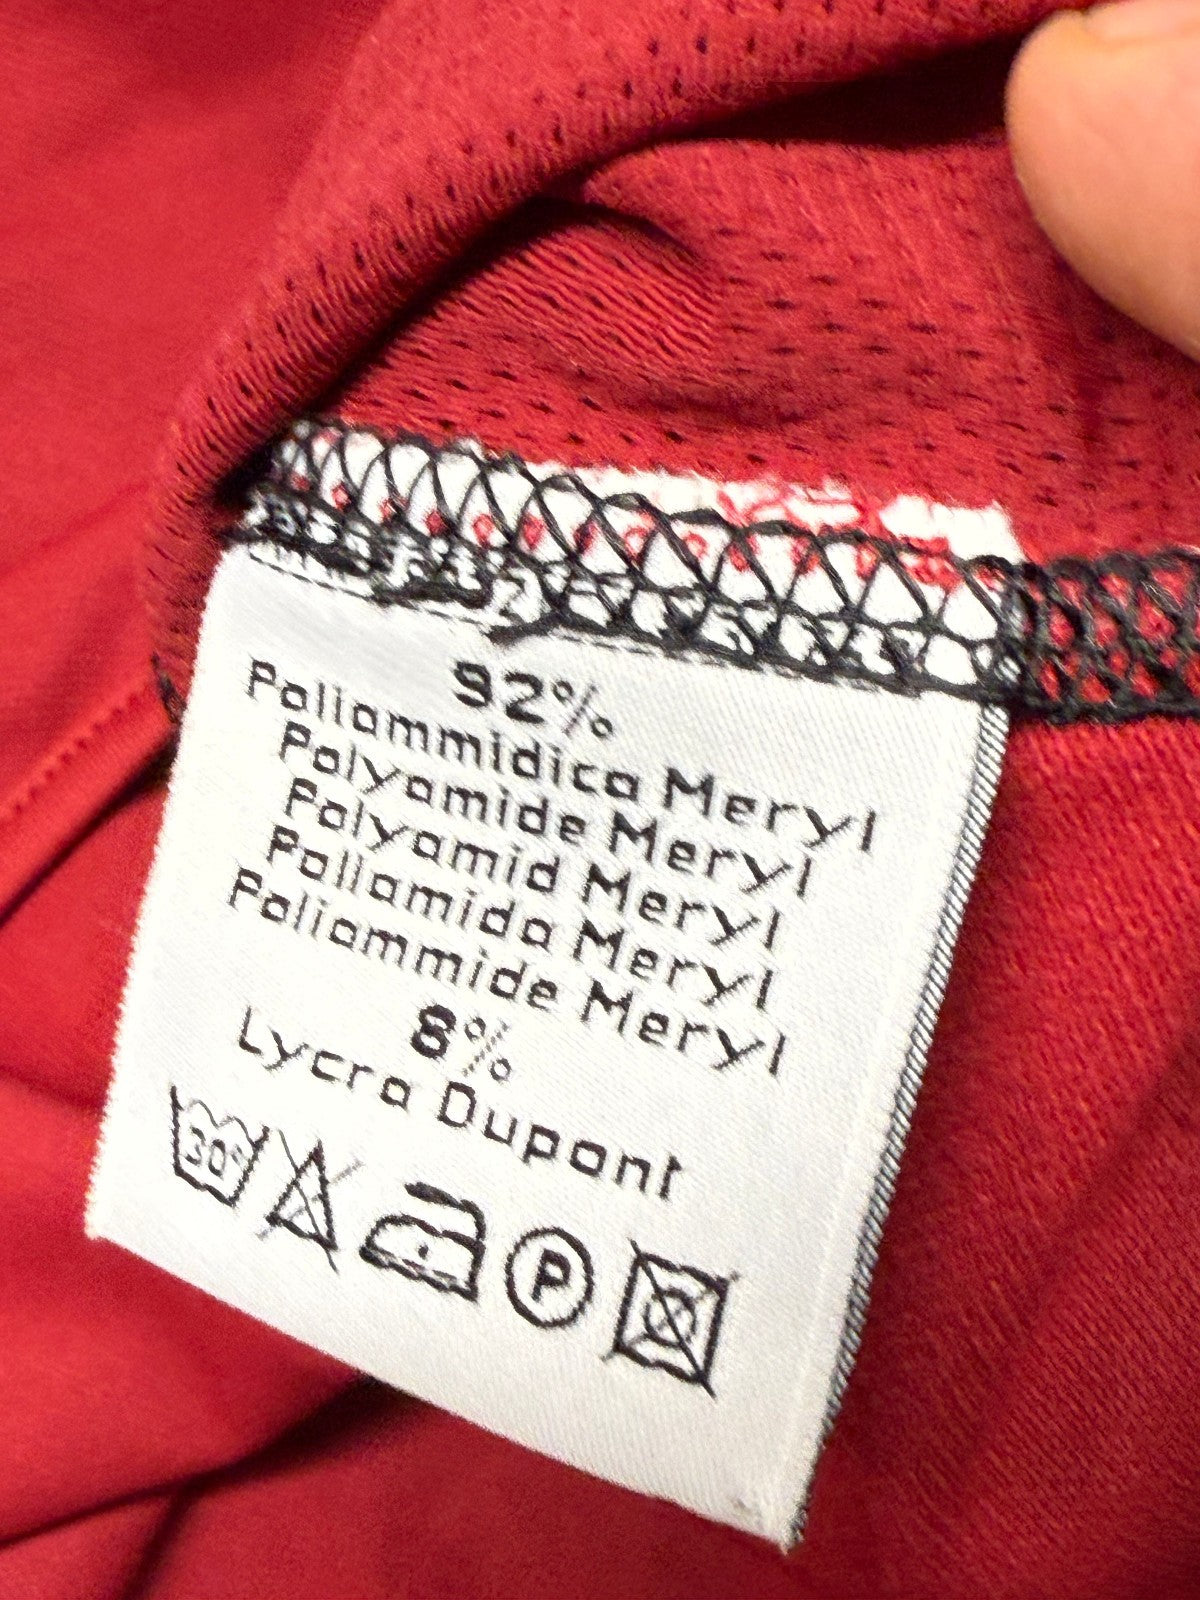 92%
Poliammidica Meryl
Polyamide Meryl
Polyamid Meryl
Poliamida Meryl
Poliammide Meryl
8%
Lycra Dupont
30°
P